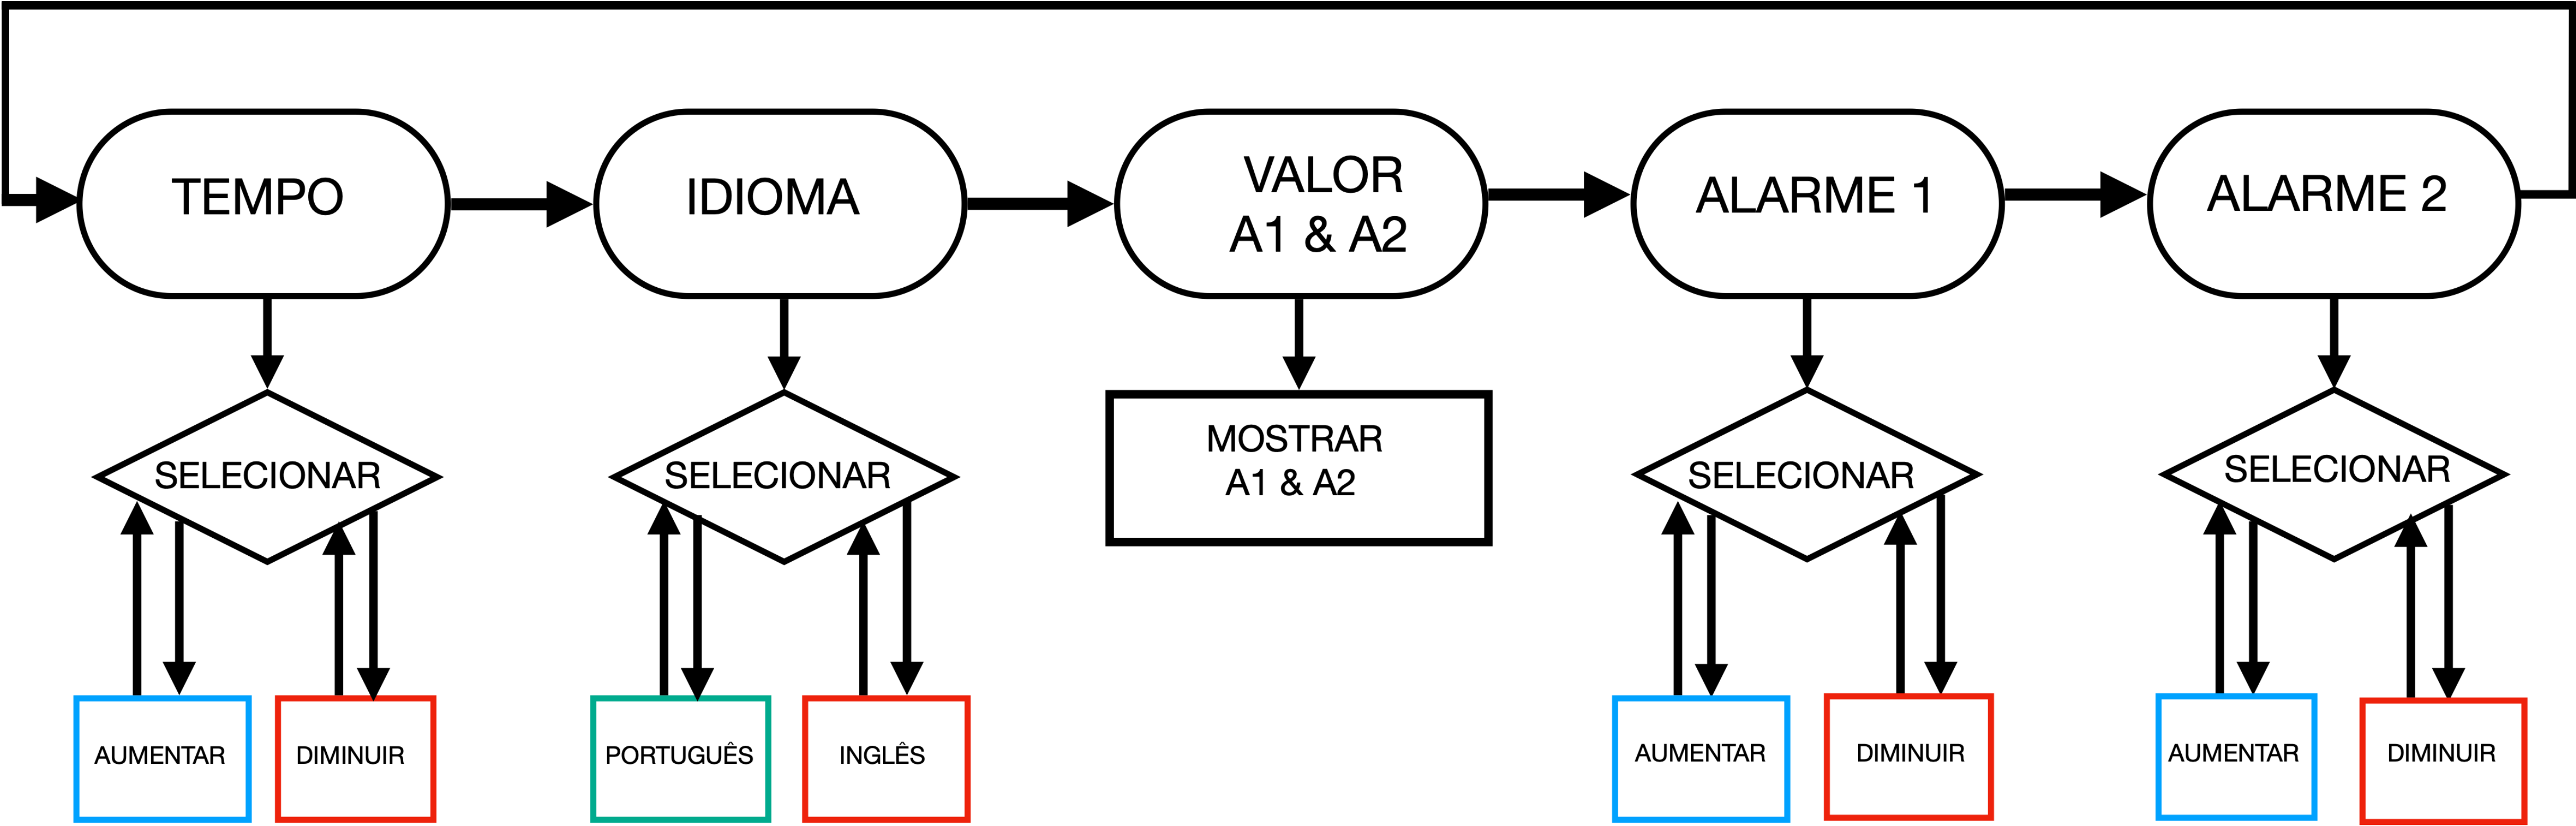 TEMPO
IDIOMA
VALOR
A1 & A2
ALARME 1
ALARME 2
SELECIONAR
SELECIONAR
MOSTRAR
A1 & A2
SELECIONAR
SELECIONAR
AUMENTAR
DIMINUIR
PORTUGUÊS
INGLÊS
AUMENTAR
DIMINUIR
AUMENTAR
DIMINUIR